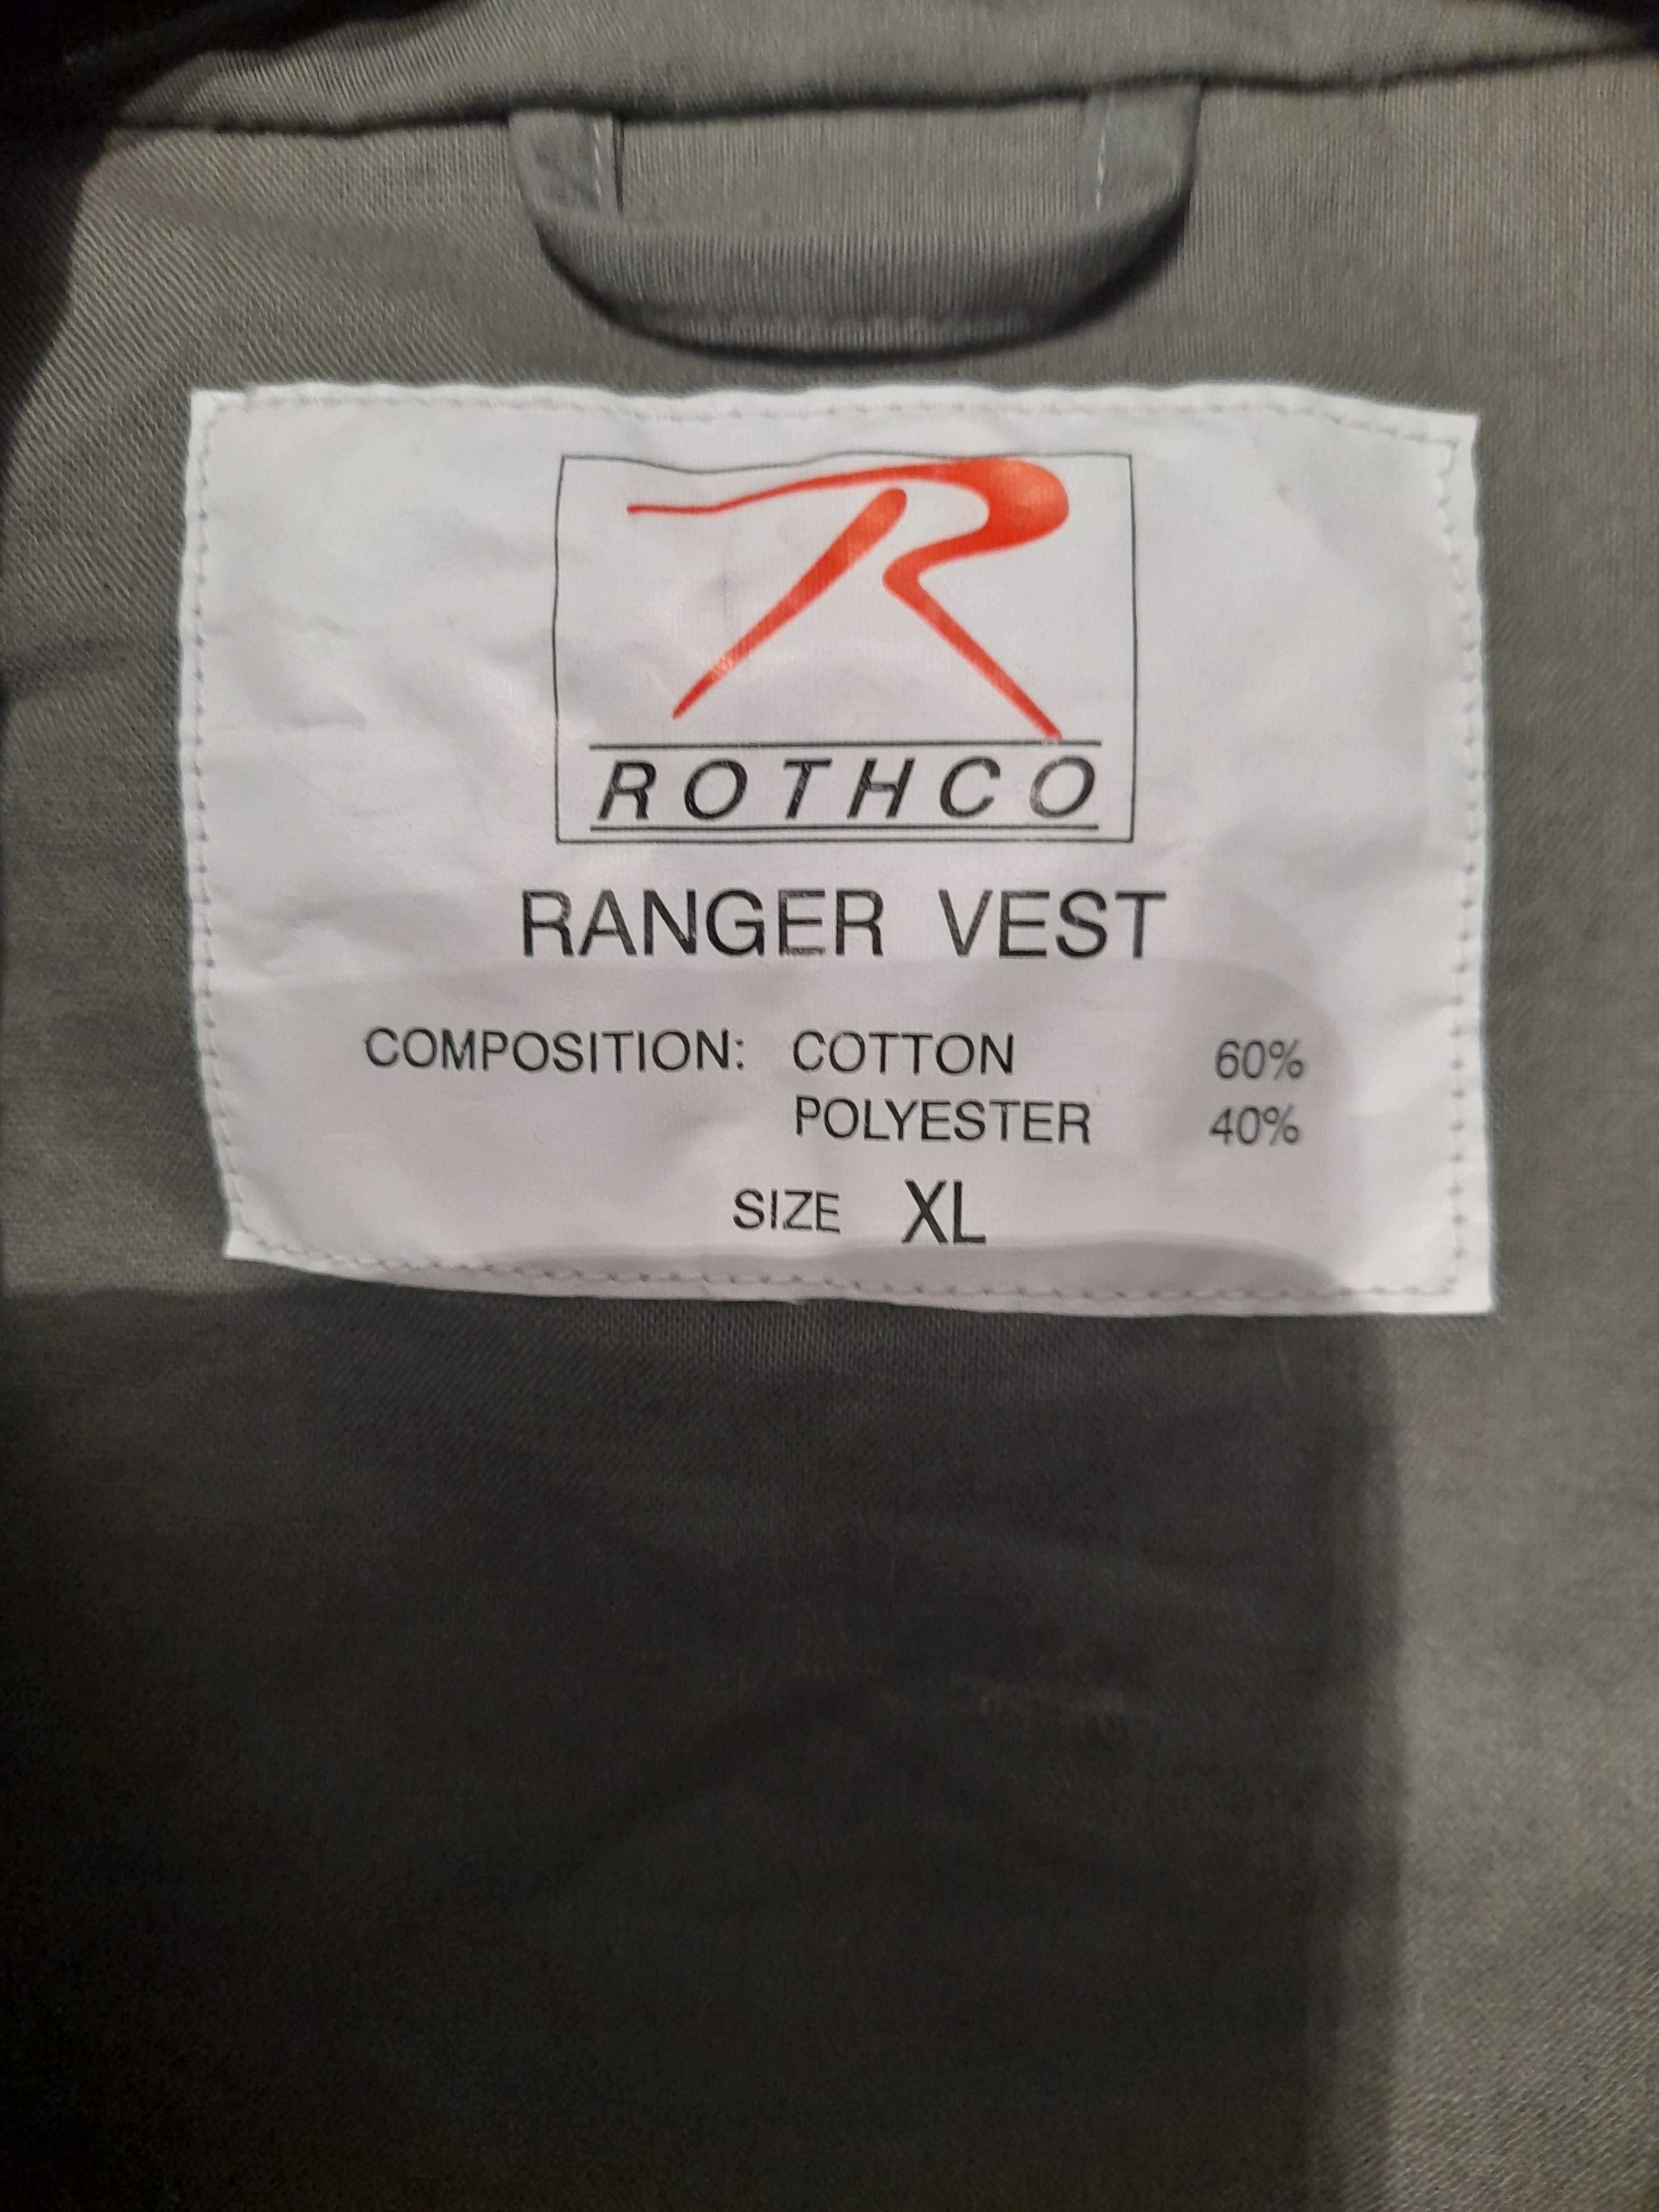 R
ROTHCO
RANGER VEST
COMPOSITION: COTTON 60%
POLYESTER 40%
SIZE XL